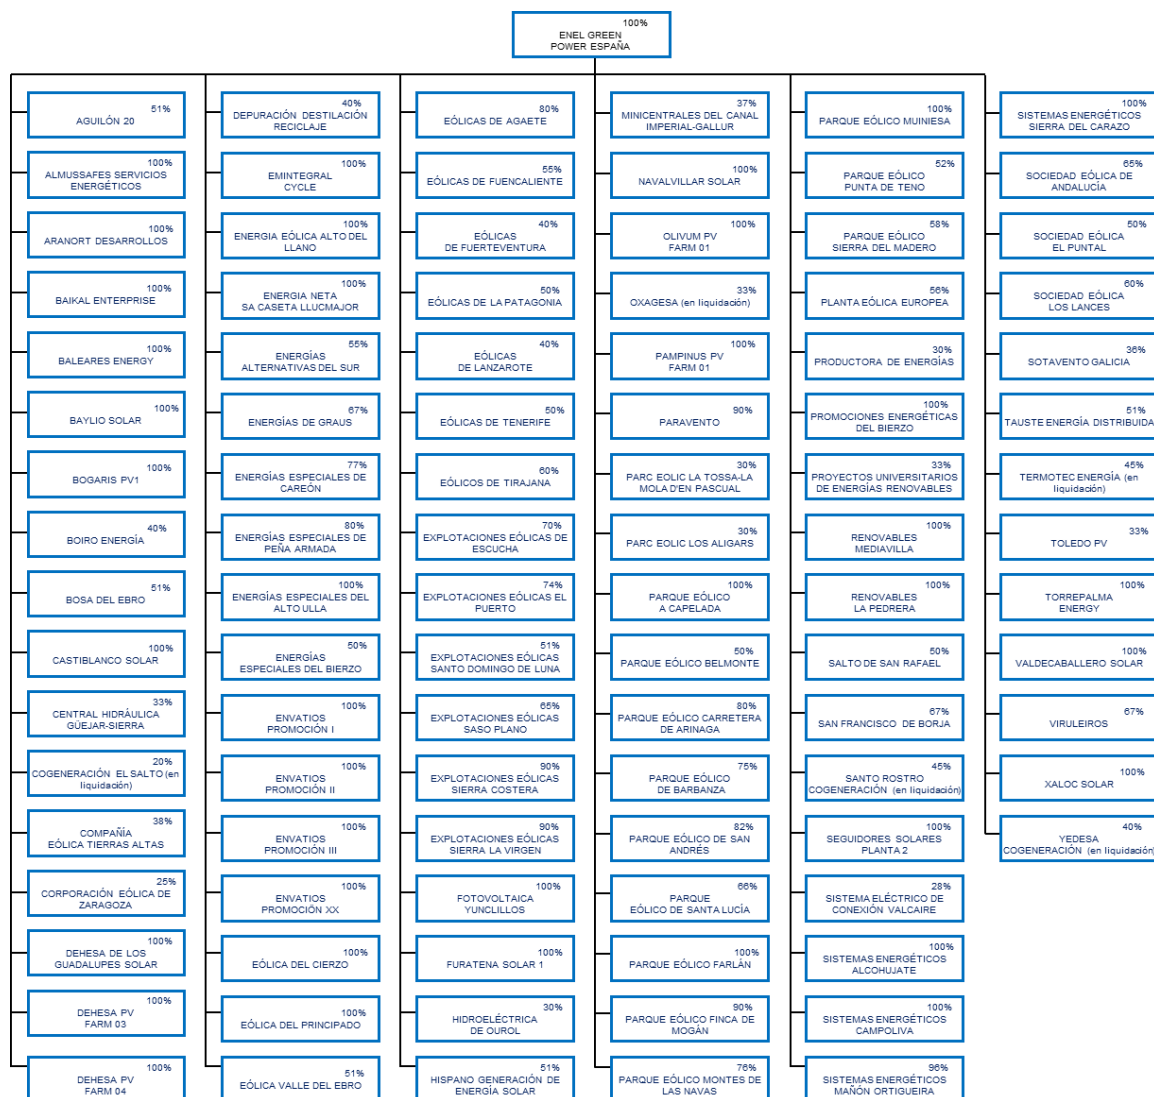 100%
ENEL GREEN
POWER ESPAÑA
51%
AGUILÓN 20
100%
ALMUSSAFES SERVICIOS
ENERGÉTICOS
100%
ARANORT DESARROLLOS
100%
BAIKAL ENTERPRISE
100%
BALEARES ENERGY
100%
BAYLIO SOLAR
100%
BOGARIS PV1
40%
BOIRO ENERGÍA
51%
BOSA DEL EBRO
100%
CASTIBLANCO SOLAR
33%
CENTRAL HIDRÁULICA
GÜEJAR-SIERRA
20%
COGENERACIÓN EL SALTO (en
liquidación)
38%
COMPAÑÍA
EÓLICA TIERRAS ALTAS
25%
CORPORACIÓN EÓLICA DE
ZARAGOZA
100%
DEHESA DE LOS
GUADALUPES SOLAR
100%
DEHESA PV
FARM 03
100%
DEHESA PV
FARM 04
40%
DEPURACIÓN DESTILACIÓN
RECICLAJE
100%
EMINTEGRAL
CYCLE
100%
ENERGIA EÓLICA ALTO DEL
LLANO
100%
ENERGIA NETA
SA CASETA LLUCMAJOR
55%
ENERGÍAS
ALTERNATIVAS DEL SUR
67%
ENERGÍAS DE GRAUS
77%
ENERGÍAS ESPECIALES DE
CAREÓN
80%
ENERGÍAS ESPECIALES DE
PEÑA ARMADA
100%
ENERGÍAS ESPECIALES DEL
ALTO ULLA
50%
ENERGÍAS
ESPECIALES DEL BIERZO
100%
ENVATIOS
PROMOCIÓN I
100%
ENVATIOS
PROMOCIÓN II
100%
ENVATIOS
PROMOCIÓN III
100%
ENVATIOS
PROMOCIÓN XX
100%
EÓLICA DEL CIERZO
100%
EÓLICA DEL PRINCIPADO
51%
EÓLICA VALLE DEL EBRO
80%
EÓLICAS DE AGAETE
55%
EÓLICAS DE FUENCALIENTE
40%
EÓLICAS
DE FUERTEVENTURA
50%
EÓLICAS DE LA PATAGONIA
40%
EÓLICAS
DE LANZAROTE
50%
EÓLICAS DE TENERIFE
60%
EÓLICOS DE TIRAJANA
70%
EXPLOTACIONES EÓLICAS DE
ESCUCHA
74%
EXPLOTACIONES EÓLICAS EL
PUERTO
51%
EXPLOTACIONES EÓLICAS
SANTO DOMINGO DE LUNA
65%
EXPLOTACIONES EÓLICAS
SASO PLANO
90%
EXPLOTACIONES EÓLICAS
SIERRA COSTERA
90%
EXPLOTACIONES EÓLICAS
SIERRA LA VIRGEN
100%
FOTOVOLTAICA
YUNCLILLOS
100%
FURATENA SOLAR 1
30%
HIDROELÉCTRICA
DE OUROL
51%
HISPANO GENERACIÓN DE
ENERGÍA SOLAR
37%
MINICENTRALES DEL CANAL
IMPERIAL-GALLUR
100%
NAVALVILLAR SOLAR
100%
OLIVUM PV
FARM 01
33%
OXAGESA (en liquidación)
100%
PAMPINUS PV
FARM 01
90%
PARAVENTO
30%
PARC EOLIC LA TOSSA-LA
MOLA D'EN PASCUAL
30%
PARC EOLIC LOS ALIGARS
100%
PARQUE EÓLICO
A CAPELADA
50%
PARQUE EÓLICO BELMONTE
80%
PARQUE EÓLICO CARRETERA
DE ARINAGA
75%
PARQUE EÓLICO
DE BARBANZA
82%
PARQUE EÓLICO DE SAN
ANDRÉS
66%
PARQUE
EÓLICO DE SANTA LUCÍA
100%
PARQUE EÓLICO FARLÁN
90%
PARQUE EÓLICO FINCA DE
MOGÁN
76%
PARQUE EÓLICO MONTES DE
LAS NAVAS
100%
PARQUE EÓLICO MUINIESA
52%
PARQUE EÓLICO
PUNTA DE TENO
58%
PARQUE EÓLICO
SIERRA DEL MADERO
56%
PLANTA EÓLICA EUROPEA
30%
PRODUCTORA DE ENERGÍAS
100%
PROMOCIONES ENERGÉTICAS
DEL BIERZO
33%
PROYECTOS UNIVERSITARIOS
DE ENERGÍAS RENOVABLES
100%
RENOVABLES
MEDIAVILLA
100%
RENOVABLES
LA PEDRERA
50%
SALTO DE SAN RAFAEL
67%
SAN FRANCISCO DE BORJA
45%
SANTO ROSTRO
COGENERACIÓN (en liquidación)
100%
SEGUIDORES SOLARES
PLANTA 2
28%
SISTEMA ELÉCTRICO DE
CONEXIÓN VALCAIRE
100%
SISTEMAS ENERGÉTICOS
ALCOHUJATE
100%
SISTEMAS ENERGÉTICOS
CAMPOLIVA
96%
SISTEMAS ENERGÉTICOS
MAÑÓN ORTIGUEIRA
100%
SISTEMAS ENERGÉTICOS
SIERRA DEL CARAZO
65%
SOCIEDAD EÓLICA DE
ANDALUCÍA
50%
SOCIEDAD EÓLICA
EL PUNTAL
60%
SOCIEDAD EÓLICA
LOS LANCES
36%
SOTAVENTO GALICIA
51%
TAUSTE ENERGÍA DISTRIBUIDA
45%
TERMOTEC ENERGÍA (en
liquidación)
33%
TOLEDO PV
100%
TORREPALMA
ENERGY
100%
VALDECABALLERO SOLAR
67%
VIRULEIROS
100%
XALOC SOLAR
40%
YEDESA
COGENERACIÓN (en liquidación)